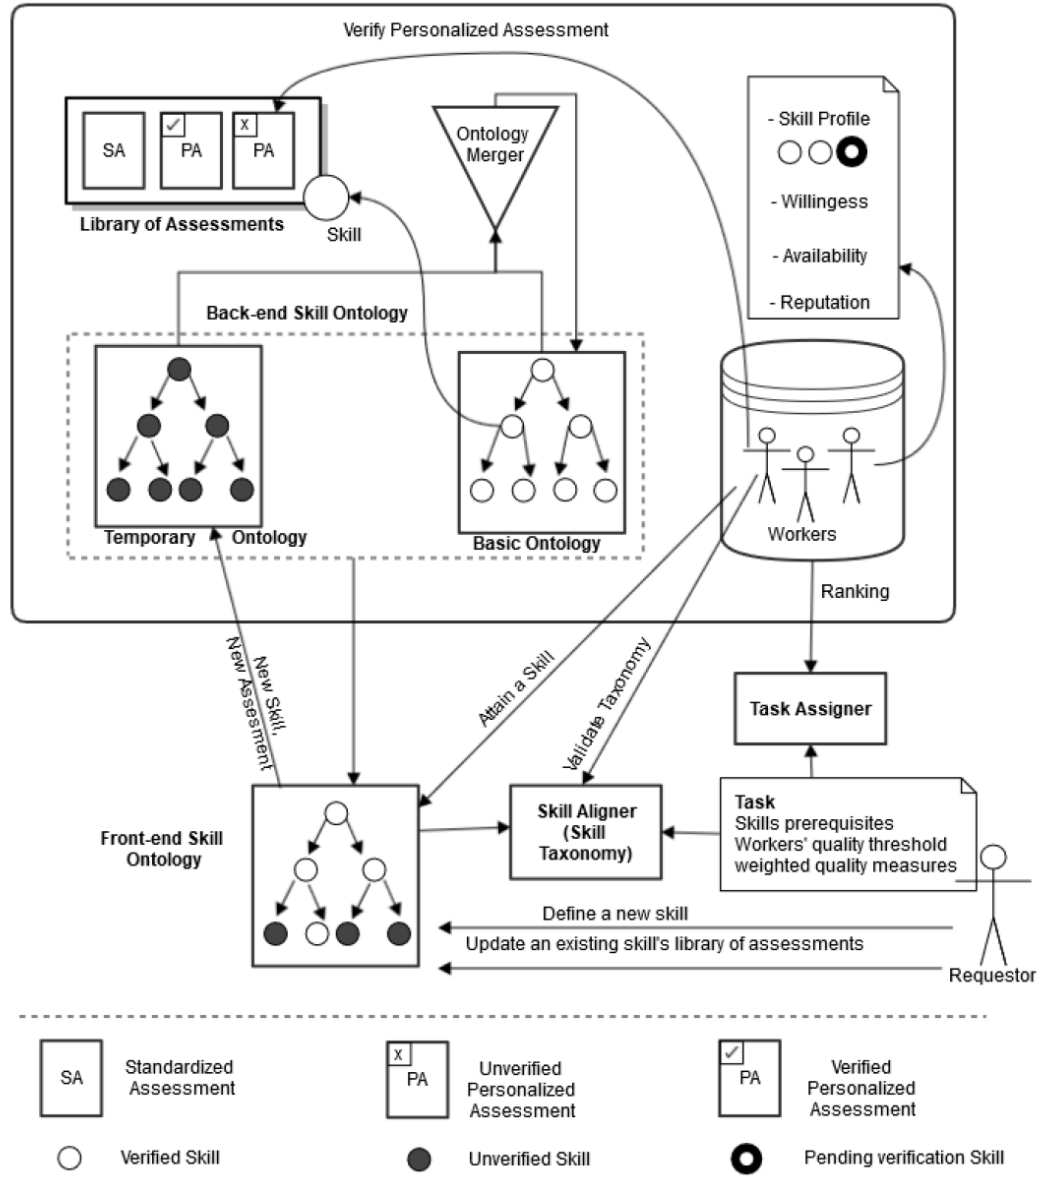 Verify Personalized Assessment
SA
PA
x
PA
Library of Assessments
Skill
Ontology
Merger
- Skill Profile
- Willingess
- Availability
- Reputation
Back-end Skill Ontology
Temporary Ontology
Basic Ontology
Workers
Ranking
New Skill,
New Assesment
Attain a Skill
Validate Taxonomy
Task Assigner
Front-end Skill
Ontology
Skill Aligner
(Skill
Taxonomy)
Task
Skills prerequisites
Workers' quality threshold
weighted quality measures
Define a new skill
Update an existing skill's library of assessments
Requestor
SA
Standardized
Assessment
x
PA
Unverified
Personalized
Assessment
PA
Verified
Personalized
Assessment
Verified Skill
Unverified Skill
Pending verification Skill